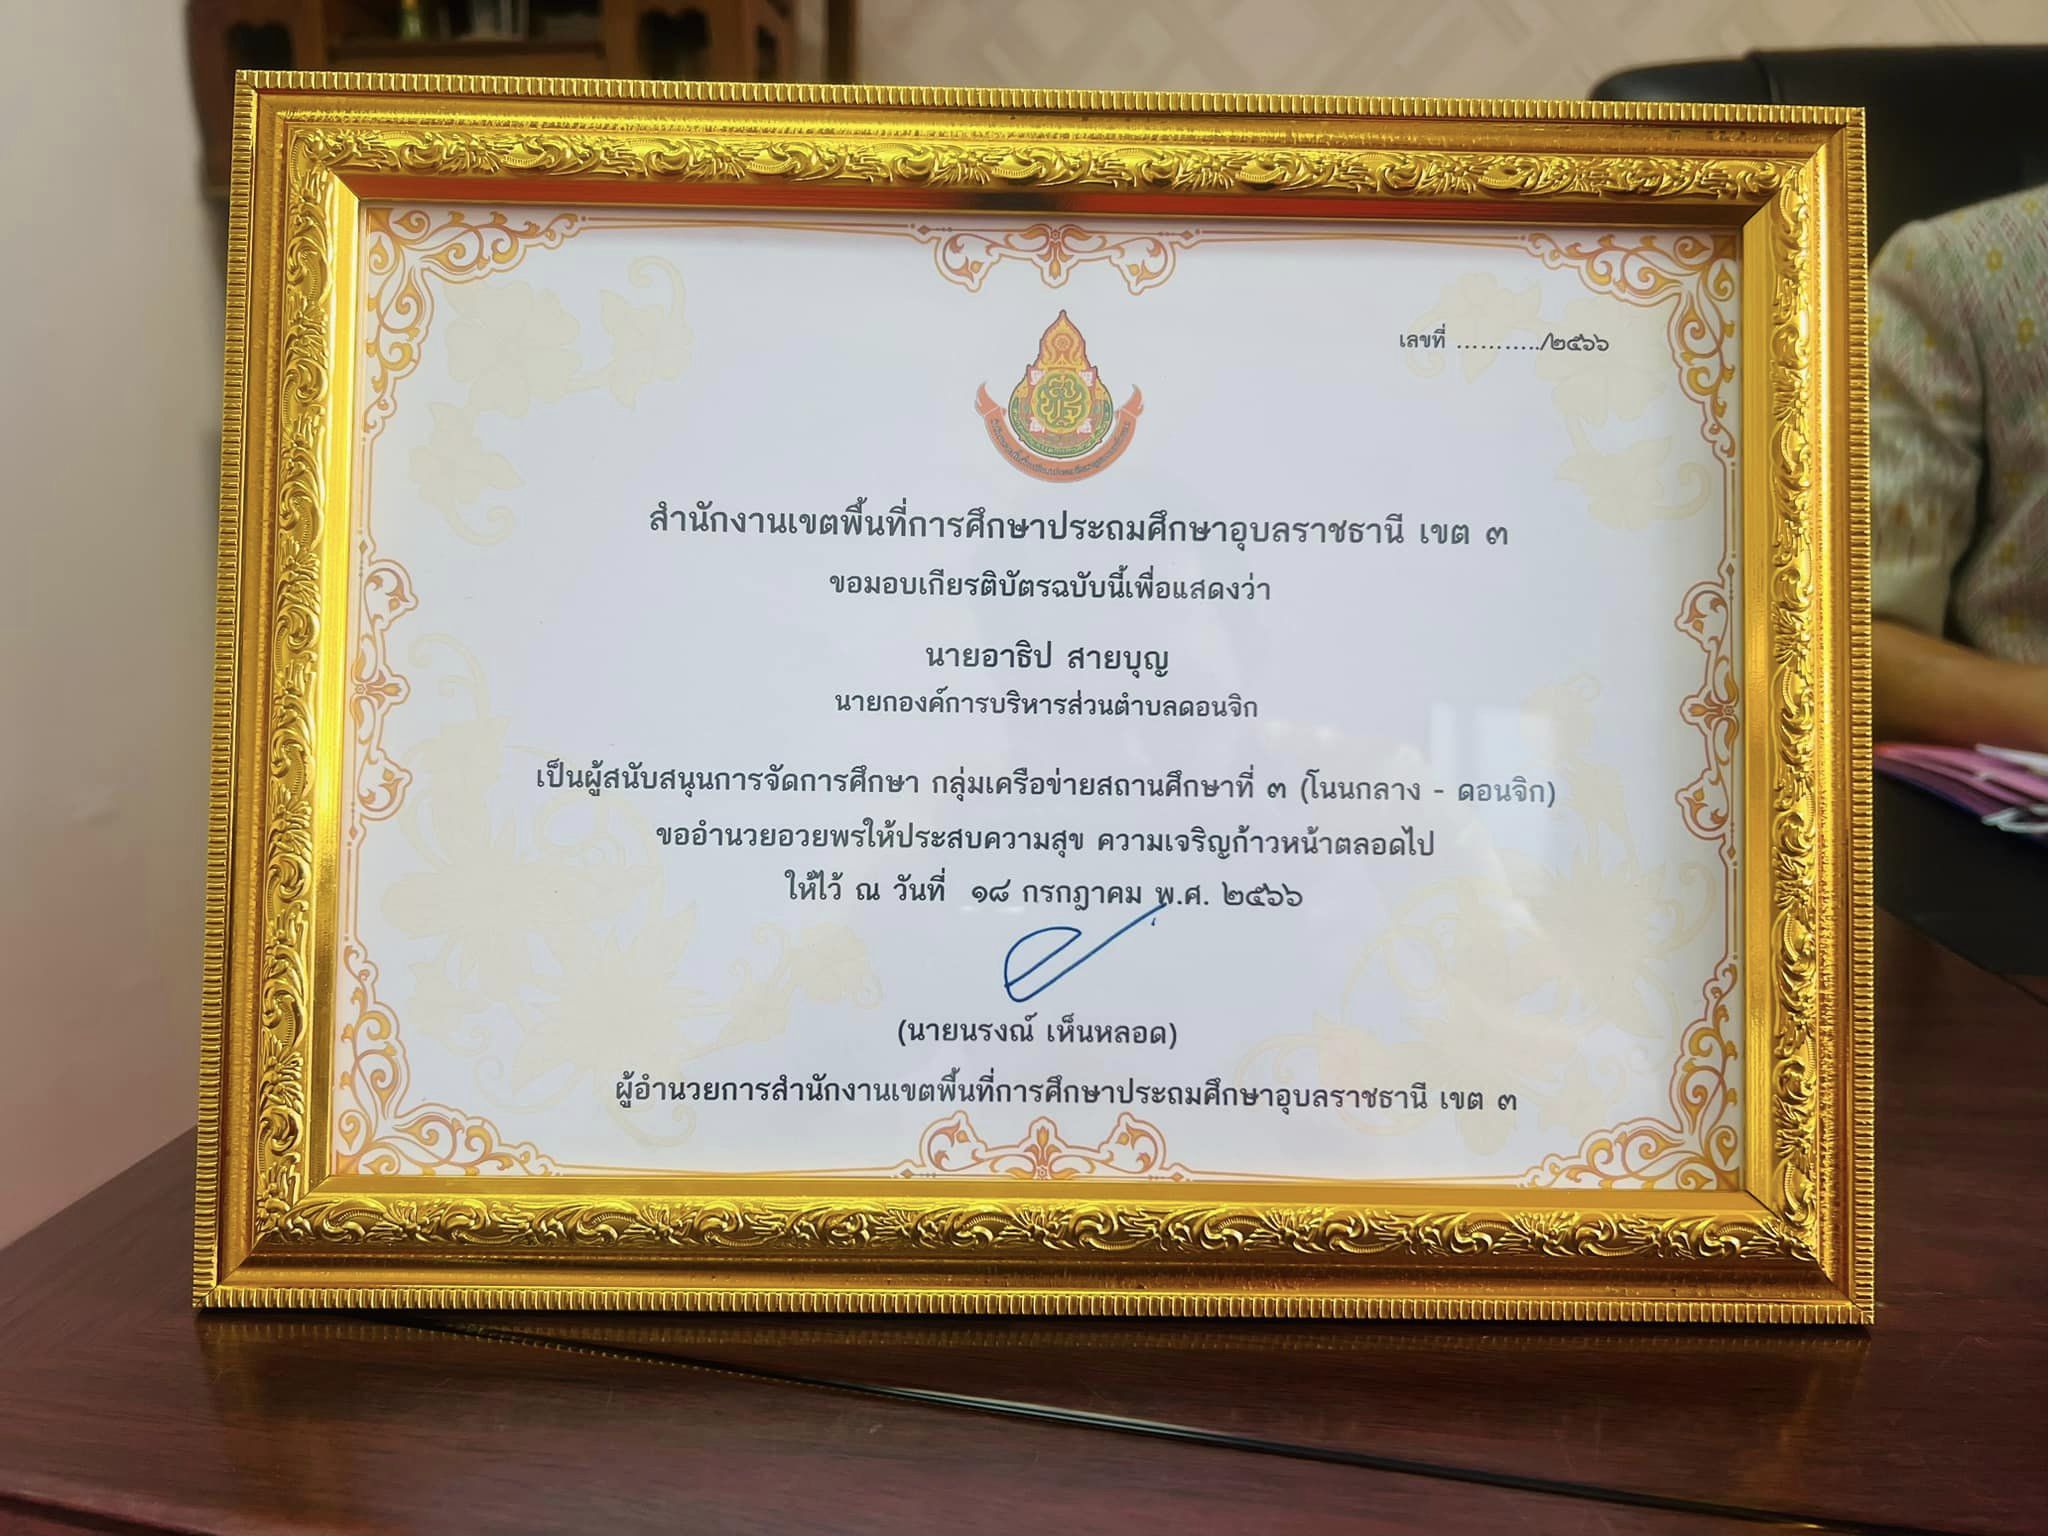 เลขที่ .........../๒๕๖๖
สำนักงานเขตพื้นที่การศึกษาประถมศึกษาอุบลราชธานี เขต ๓
ขอมอบเกียรติบัตรฉบับนี้เพื่อแสดงว่า
นายอาธิป สายบุญ
นายกองค์การบริหารส่วนตำบลดอนจิก
เป็นผู้สนับสนุนการจัดการศึกษา กลุ่มเครือข่ายสถานศึกษาที่ ๓ (โนนกลาง - ดอนจิก)
ขออำนวยอวยพรให้ประสบความสุข ความเจริญก้าวหน้าตลอดไป
ให้ไว้ ณ วันที่ ๑๘ กรกฎาคม พ.ศ. ๒๕๖๖
(นายนรงณ์ เห็นหลอด)
ผู้อำนวยการสำนักงานเขตพื้นที่การศึกษาประถมศึกษาอุบลราชธานี เขต ๓